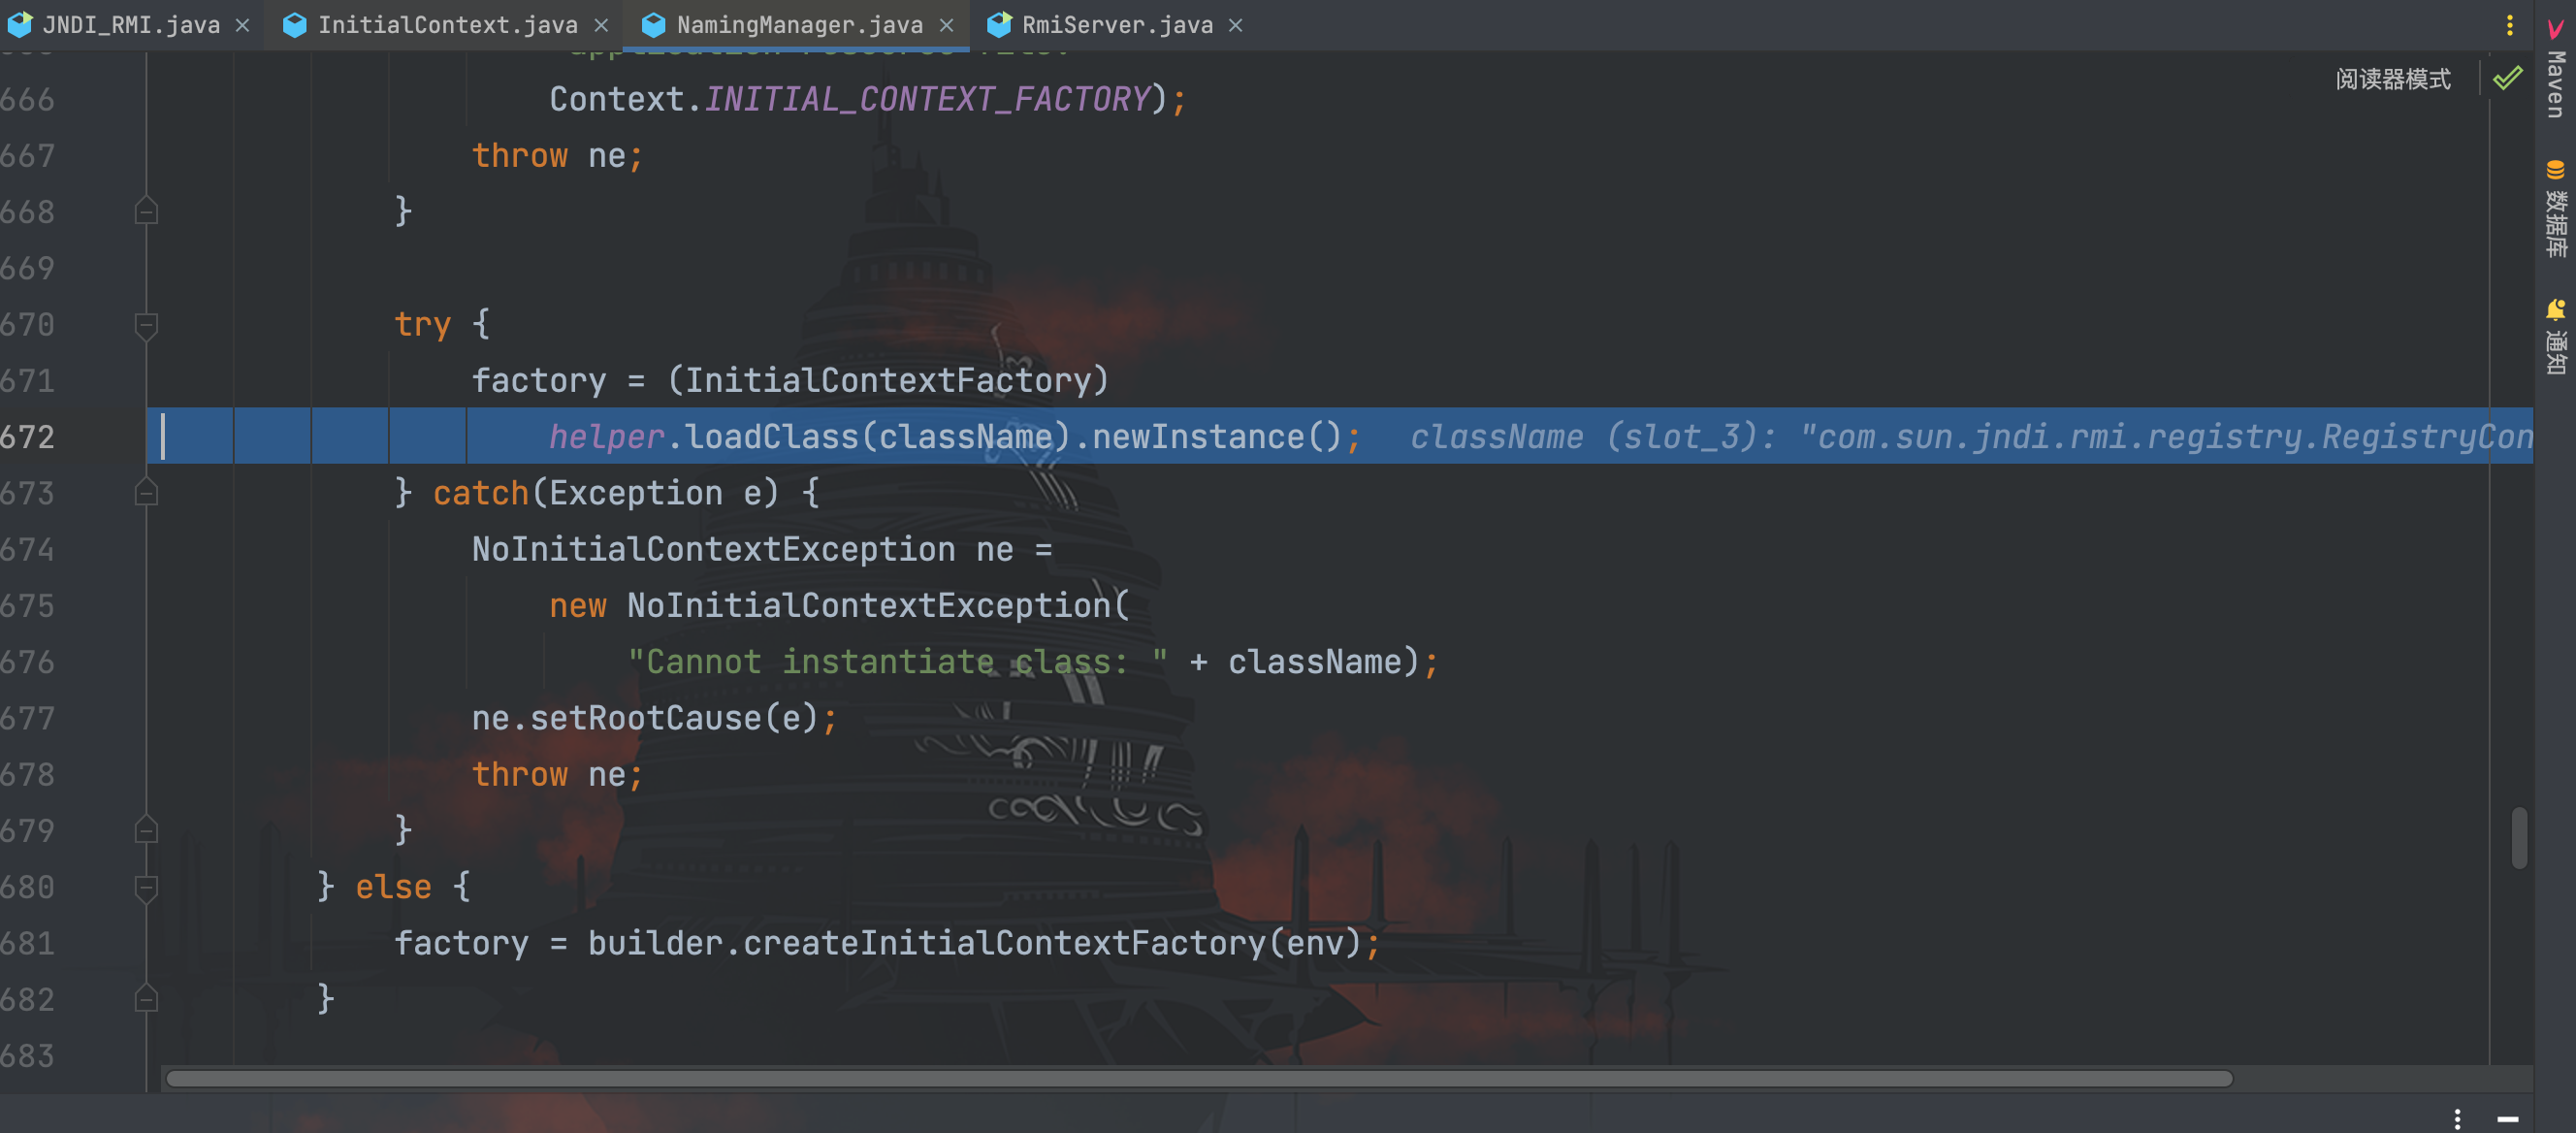 JNDI_RMI.java
InitialContext.java
NamingManager.java
RmiServer.java
阅读器模式
666 Context.INITIAL_CONTEXT_FACTORY);
667 throw ne;
668 }
669
670 try {
671 factory = (InitialContextFactory)
672 helper.loadClass(className).newInstance(); className (slot_3): "com.sun.jndi.rmi.registry.RegistryCon
673 } catch(Exception e) {
674 NoInitialContextException ne =
675 new NoInitialContextException(
676 "Cannot instantiate class: " + className);
677 ne.setRootCause(e);
678 throw ne;
679 }
680 } else {
681 factory = builder.createInitialContextFactory(env);
682 }
683
Maven
数据库
通知